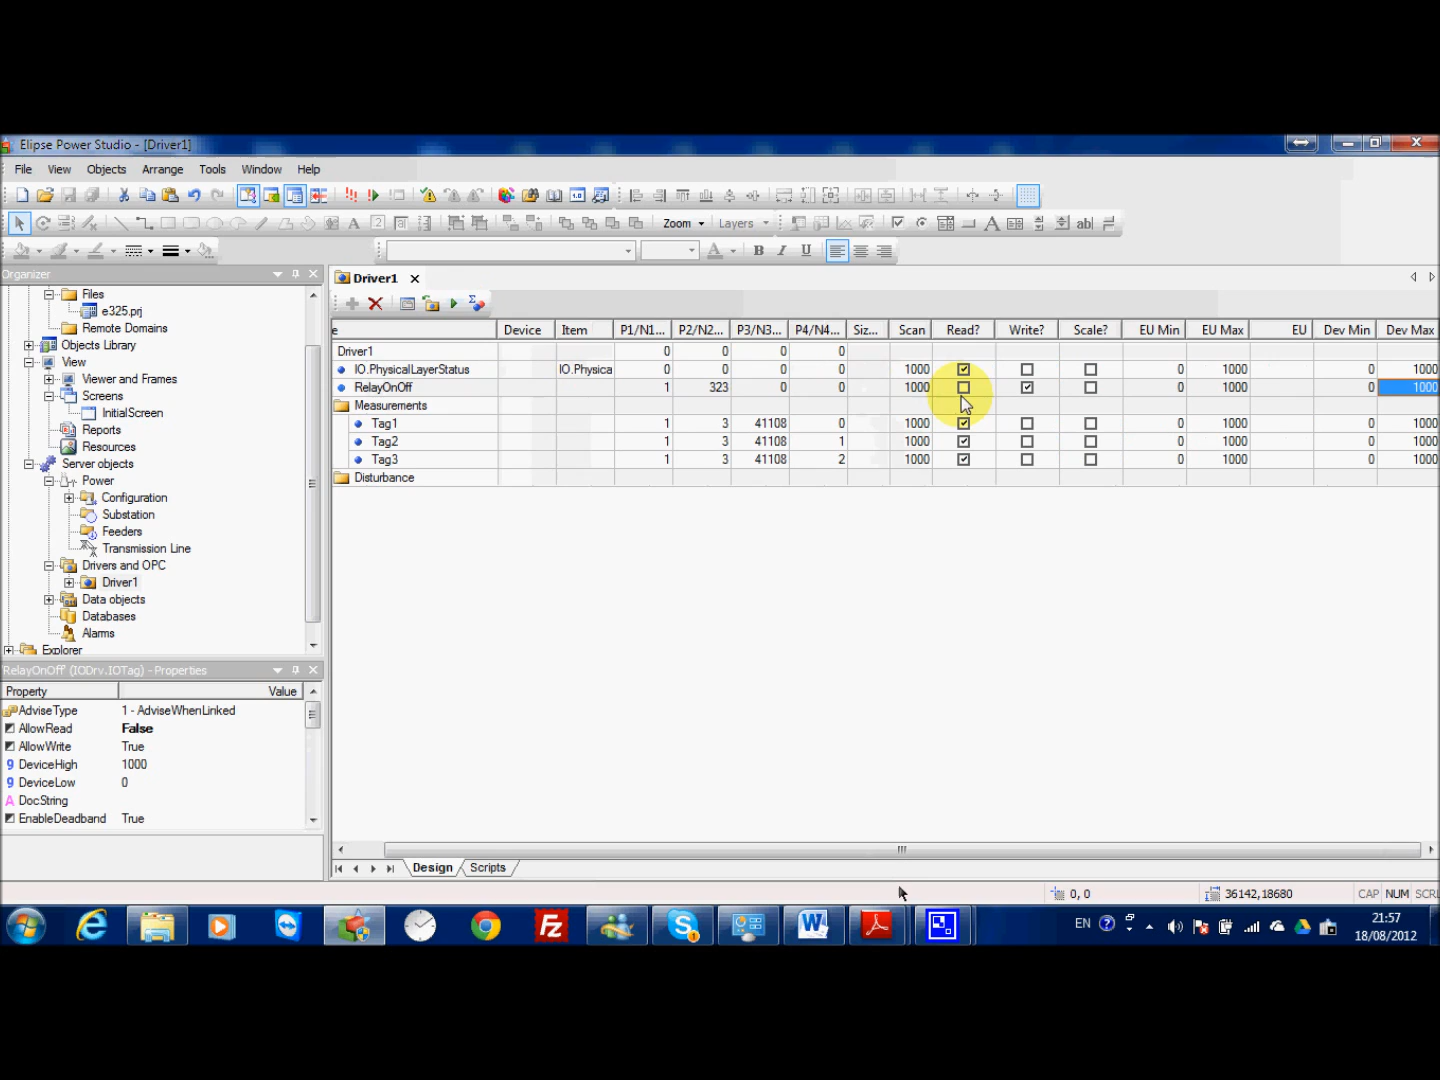 Elipse Power Studio - [Driver1]
File View Objects Arrange Tools Window Help
Zoom Layers
A B I U
Organizer
Driver1
Files
e325.prj
Remote Domains
Objects Library
View
Viewer and Frames
Screens
InitialScreen
Reports
Resources
Server objects
Power
Configuration
Substation
Feeders
Transmission Line
Drivers and OPC
Driver1
Data objects
Databases
Alarms
Explorer
e Device Item P1/N1... P2/N2... P3/N3... P4/N4... Siz... Scan Read? Write? Scale? EU Min EU Max EU Dev Min Dev Max
Driver1 0 0 0 0
IO.PhysicalLayerStatus IO.Physica 0 0 0 0 1000 0 1000 0 1000
RelayOnOff 1 323 0 0 1000 0 1000 0 1000
Measurements
Tag1 1 3 41108 0 1000 0 1000 0 1000
Tag2 1 3 41108 1 1000 0 1000 0 1000
Tag3 1 3 41108 2 1000 0 1000 0 1000
Disturbance
'RelayOnOff' (IODrv.IOTag) - Properties
Property Value
AdviseType 1 - AdviseWhenLinked
AllowRead False
AllowWrite True
DeviceHigh 1000
DeviceLow 0
DocString
EnableDeadband True
Design Scripts
0, 0 36142,18680 CAP NUM SCRL
EN 21:57
18/08/2012